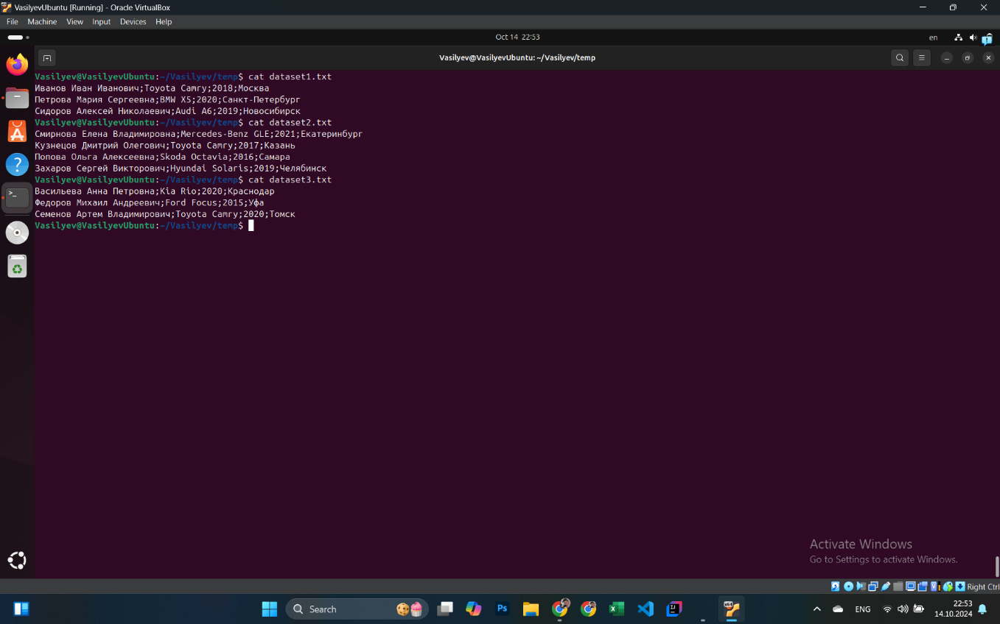 VasilyevUbuntu [Running] - Oracle VirtualBox
File Machine View Input Devices Help
Oct 14 22:53
en
Vasilyev@VasilyevUbuntu: ~/Vasilyev/temp
Vasilyev@VasilyevUbuntu:~/Vasilyev/temp$ cat dataset1.txt
Иванов Иван Иванович;Toyota Camry;2018;Москва
Петрова Мария Сергеевна;BMW X5;2020;Санкт-Петербург
Сидоров Алексей Николаевич;Audi A6;2019;Новосибирск
Vasilyev@VasilyevUbuntu:~/Vasilyev/temp$ cat dataset2.txt
Смирнова Елена Владимировна;Mercedes-Benz GLE;2021;Екатеринбург
Кузнецов Дмитрий Олегович;Toyota Camry;2017;Казань
Попова Ольга Алексеевна;Skoda Octavia;2016;Самара
Захаров Сергей Викторович;Hyundai Solaris;2019;Челябинск
Vasilyev@VasilyevUbuntu:~/Vasilyev/temp$ cat dataset3.txt
Васильева Анна Петровна;Kia Rio;2020;Краснодар
Федоров Михаил Андреевич;Ford Focus;2015;Уфа
Семенов Артем Владимирович;Toyota Camry;2020;Томск
Vasilyev@VasilyevUbuntu:~/Vasilyev/temp$
Activate Windows
Go to Settings to activate Windows.
Right Ctrl
Search
Ps
ENG
22:53
14.10.2024